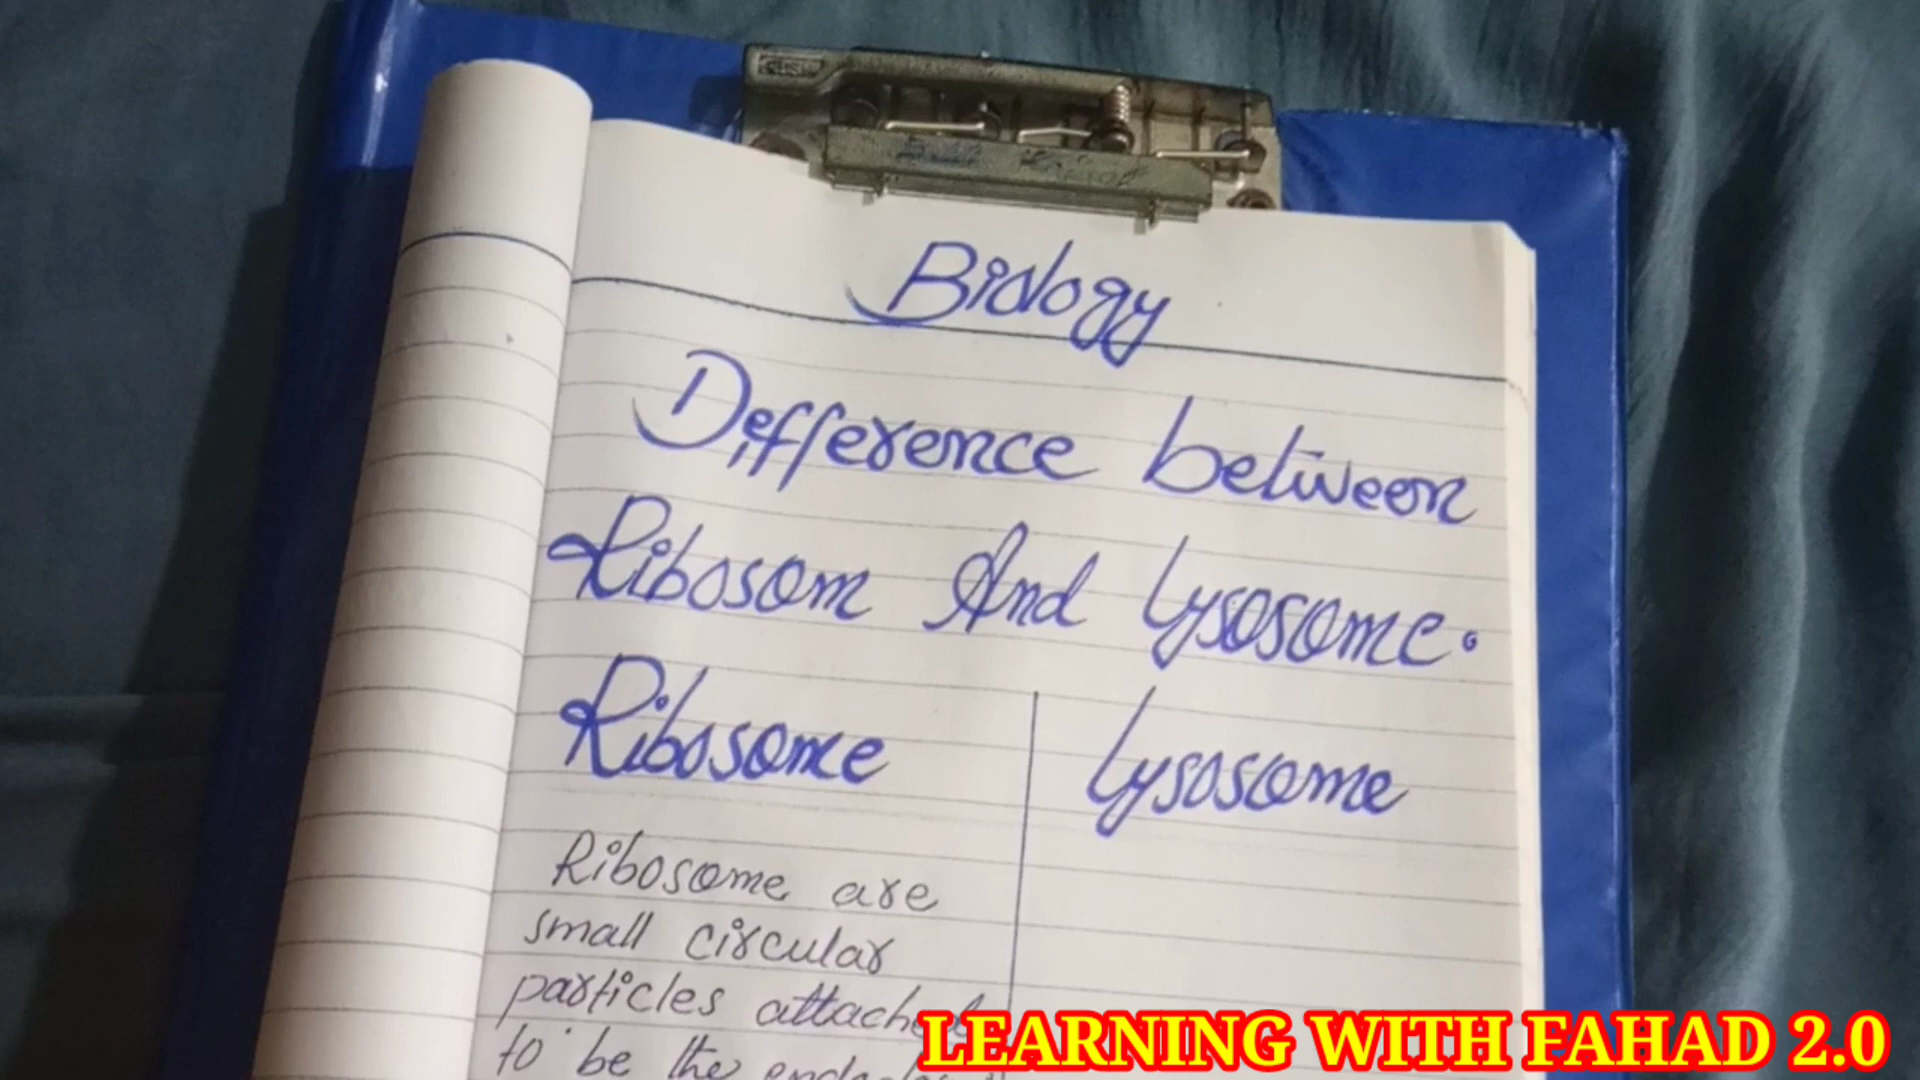 Biology
Difference between
Ribosom And Lysosome.
Ribosome
Lysosome
Ribosome are
small circular
particles attached
to be the
LEARNING WITH FAHAD 2.0